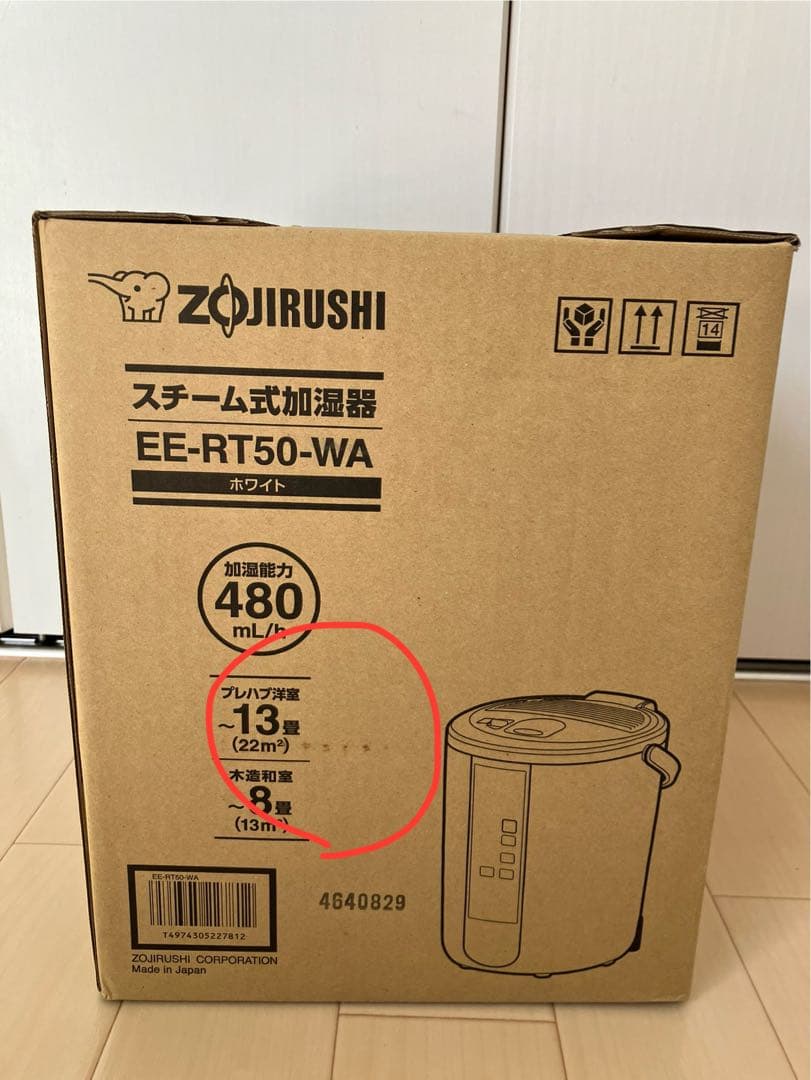 ZOJIRUSHI
14
スチーム式加湿器
EE-RT50-WA
ホワイト
加湿能力
480
mL/h
プレハブ洋室
~13畳
(22m²)
木造和室
~8畳
(13m²)
EE-RT50-WA
T4974305227812
4640829
ZOJIRUSHI CORPORATION
Made in Japan